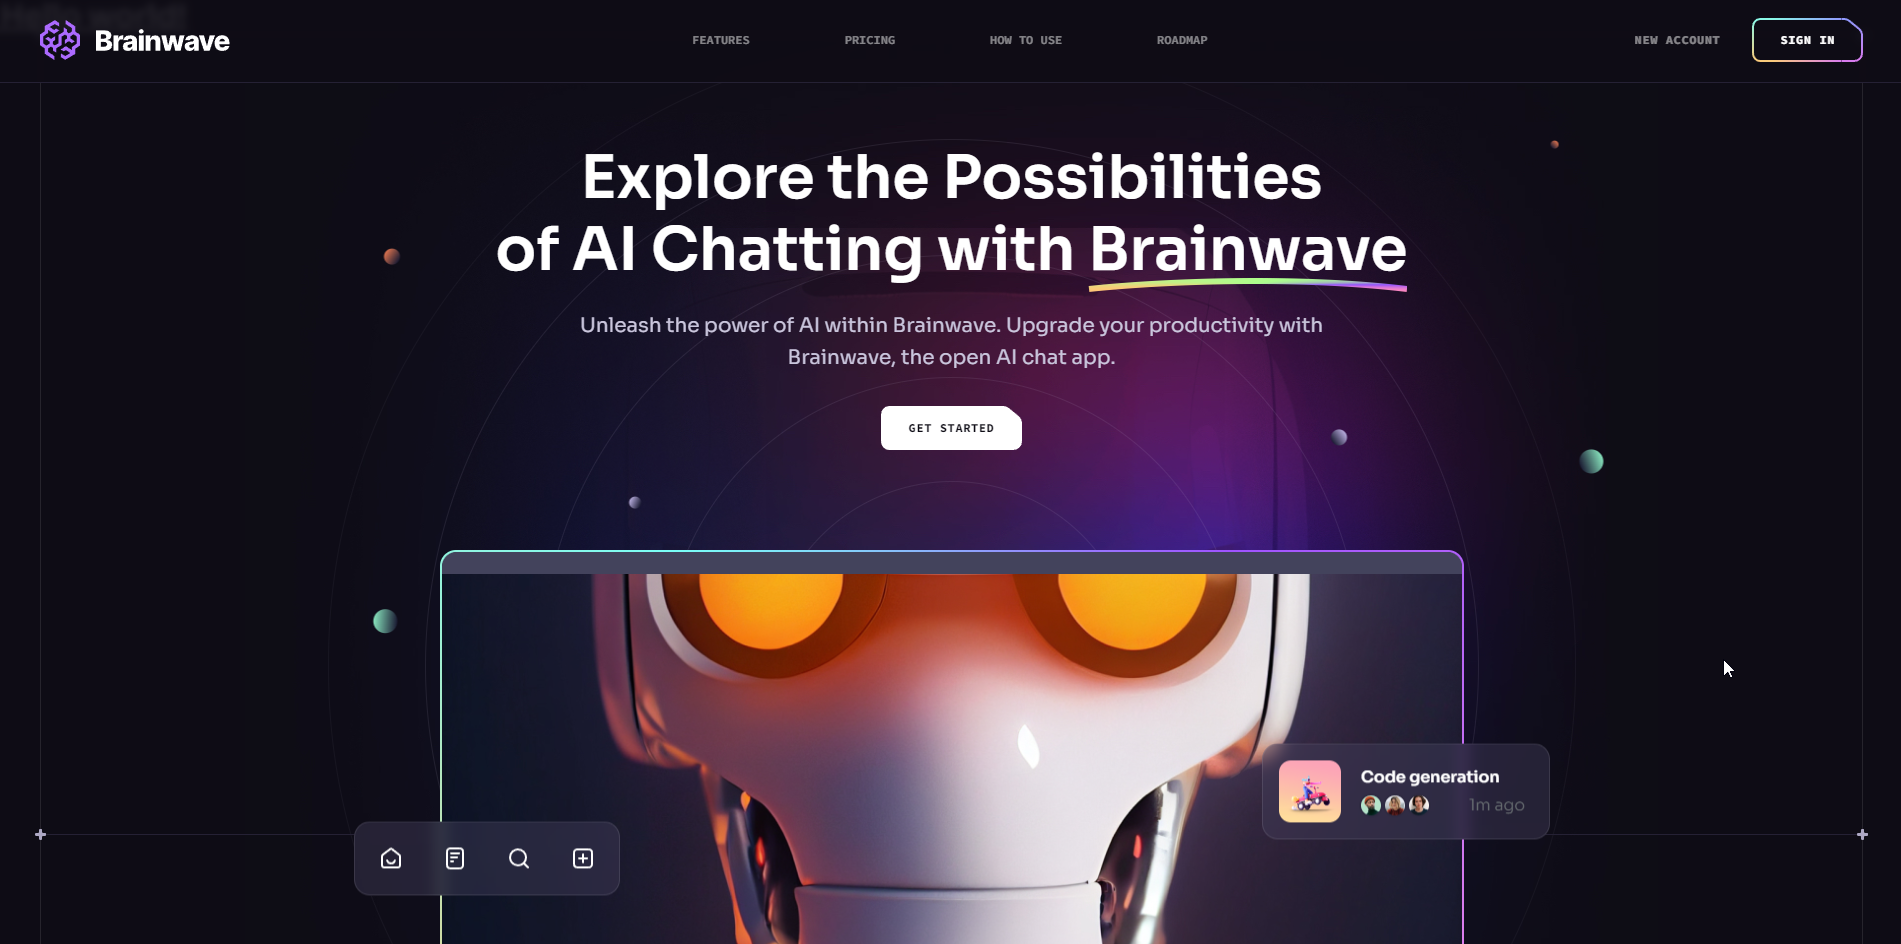 Hello world!
Brainwave
FEATURES
PRICING
HOW TO USE
ROADMAP
NEW ACCOUNT
SIGN IN
Explore the Possibilities
of AI Chatting with Brainwave
Unleash the power of AI within Brainwave. Upgrade your productivity with
Brainwave, the open AI chat app.
GET STARTED
Code generation
1m ago